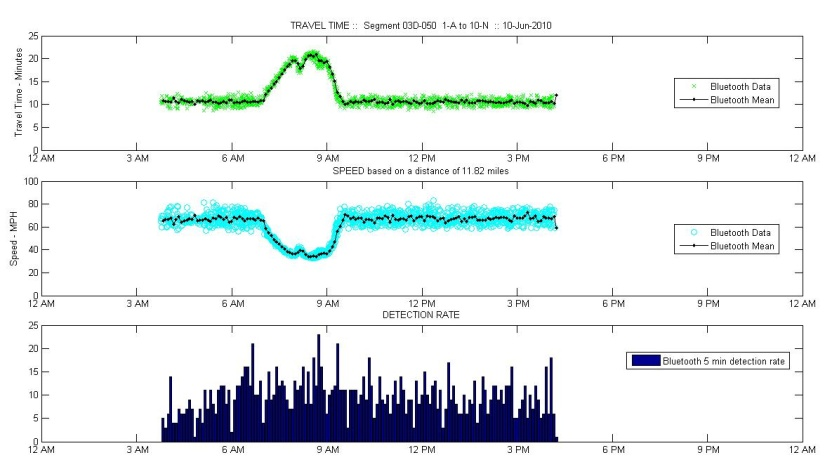 TRAVEL TIME :: Segment 03D-050 1-A to 10-N :: 10-Jun-2010
25
20
15
10
5
0
Travel Time - Minutes
Bluetooth Data
Bluetooth Mean
12 AM 3 AM 6 AM 9 AM 12 PM 3 PM 6 PM 9 PM 12 AM
SPEED based on a distance of 11.82 miles
100
80
60
40
20
0
Speed - MPH
Bluetooth Data
Bluetooth Mean
12 AM 3 AM 6 AM 9 AM 12 PM 3 PM 6 PM 9 PM 12 AM
DETECTION RATE
25
20
15
10
5
0
Bluetooth 5 min detection rate
12 AM 3 AM 6 AM 9 AM 12 PM 3 PM 6 PM 9 PM 12 AM